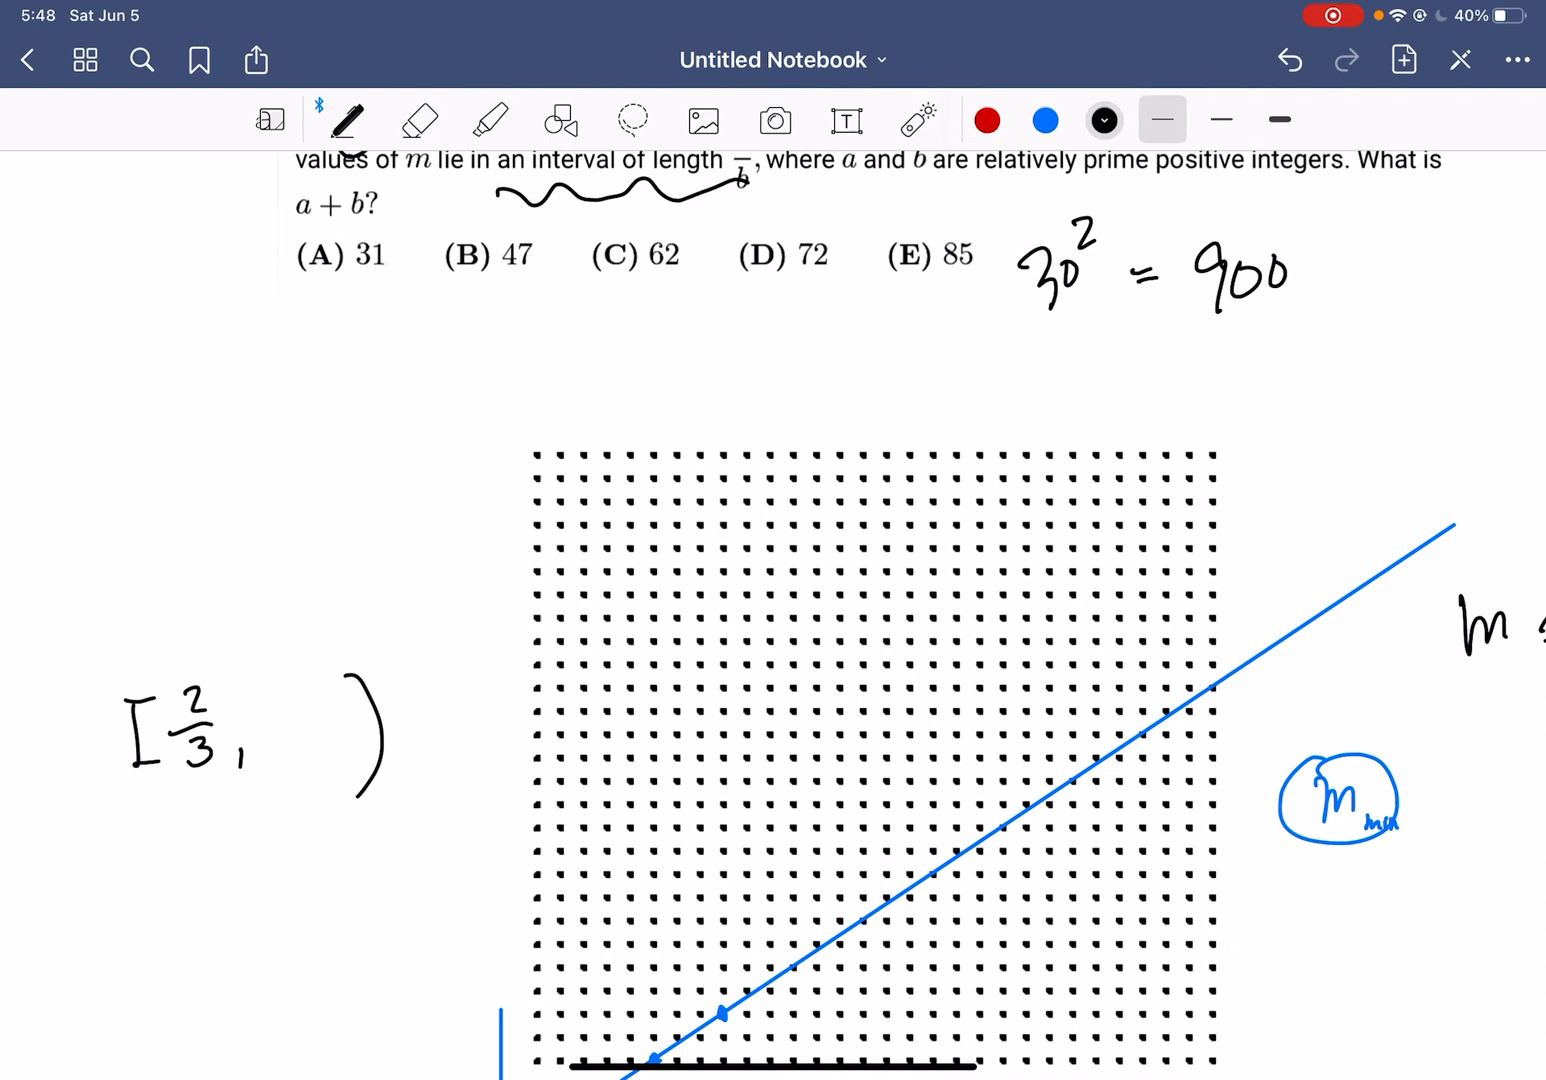 5:48 Sat Jun 5
40%
Untitled Notebook
T
values of m lie in an interval of length — b, where a and b are relatively prime positive integers. What is
a + b?
(A) 31 (B) 47 (C) 62 (D) 72 (E) 85
30² = 900
m
[2/3, )
m min